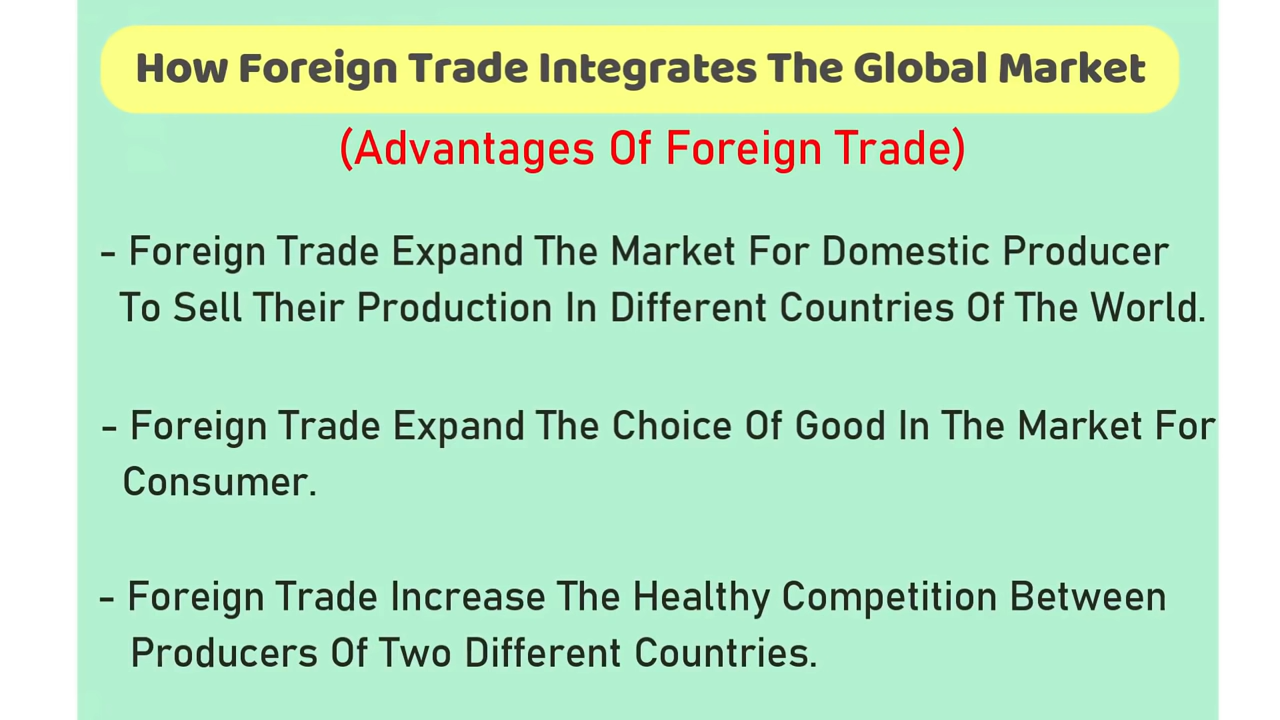 How Foreign Trade Integrates The Global Market
(Advantages Of Foreign Trade)
- Foreign Trade Expand The Market For Domestic Producer
To Sell Their Production In Different Countries Of The World.
- Foreign Trade Expand The Choice Of Good In The Market For
Consumer.
- Foreign Trade Increase The Healthy Competition Between
Producers Of Two Different Countries.